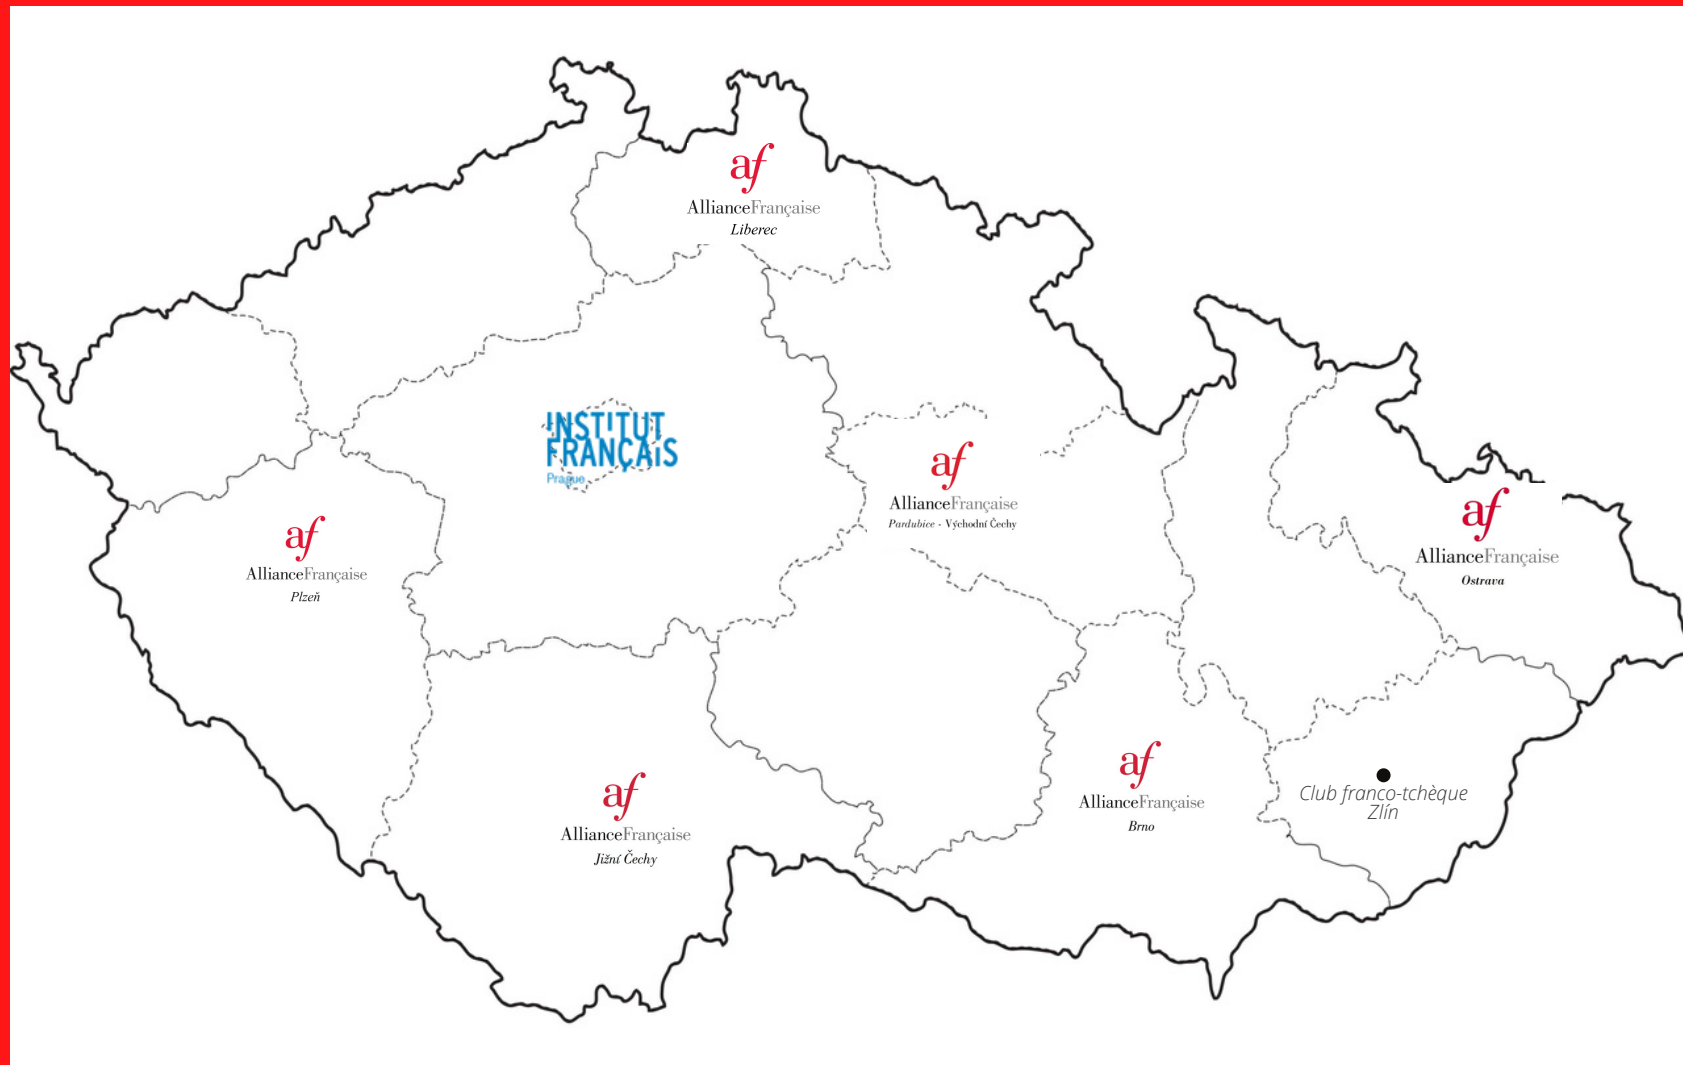 af
AllianceFrançaise
Liberec
INSTITUT
FRANÇAIS
Prague
af
AllianceFrançaise
Pardubice - Východní Čechy
af
AllianceFrançaise
Ostrava
af
AllianceFrançaise
Plzeň
af
AllianceFrançaise
Brno
Club franco-tchèque
Zlín
af
AllianceFrançaise
Jižní Čechy